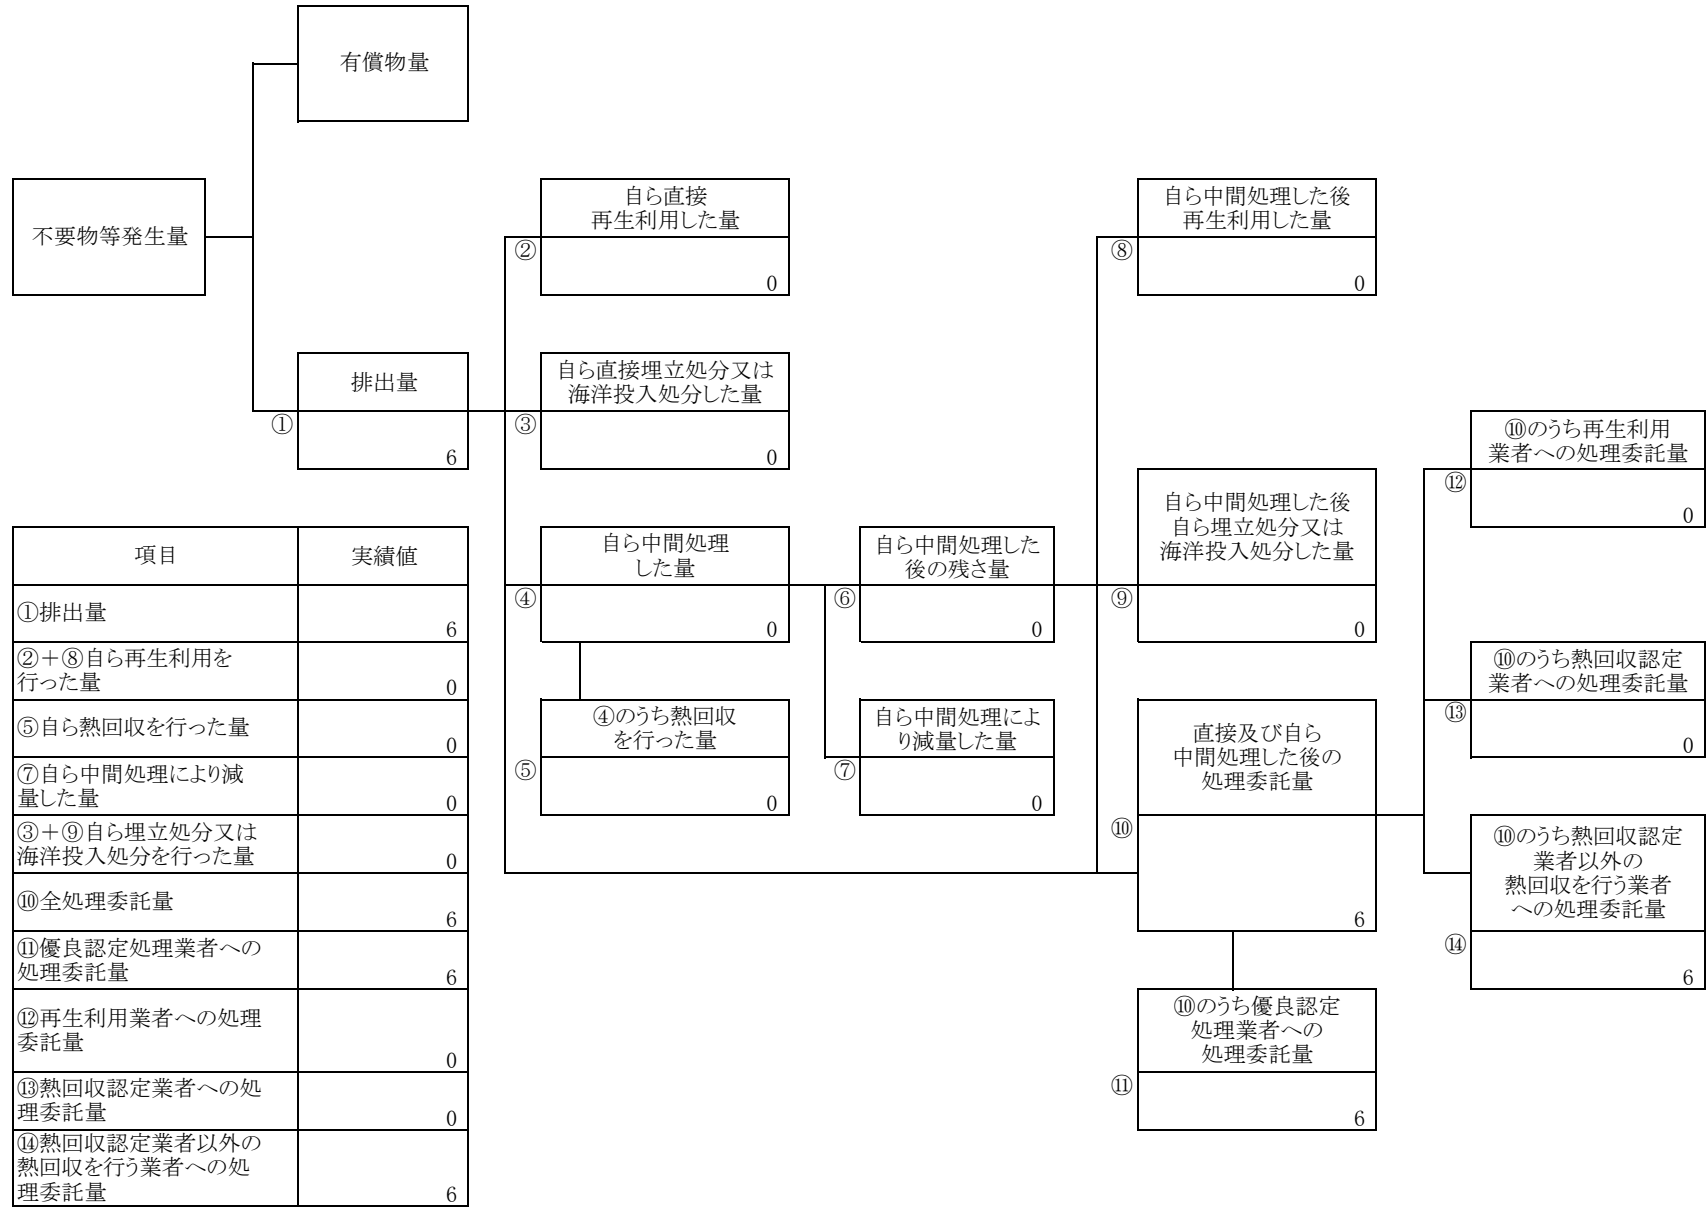 有償物量
不要物等発生量
自ら直接
再生利用した量
②
0
自ら中間処理した後
再生利用した量
⑧
0
排出量
①
6
自ら直接埋立処分又は
海洋投入処分した量
③
0
⑩のうち再生利用
業者への処理委託量
⑫
0
自ら中間処理した後
自ら埋立処分又は
海洋投入処分した量
⑨
0
自ら中間処理
した量
④
0
自ら中間処理した
後の残さ量
⑥
0
⑩のうち熱回収認定
業者への処理委託量
⑬
0
④のうち熱回収
を行った量
⑤
0
自ら中間処理によ
り減量した量
⑦
0
直接及び自ら
中間処理した後の
処理委託量
⑩
6
⑩のうち熱回収認定
業者以外の
熱回収を行う業者
への処理委託量
⑭
6
⑩のうち優良認定
処理業者への
処理委託量
⑪
6
項目 実績値
①排出量
6
②＋⑧自ら再生利用を
行った量
0
⑤自ら熱回収を行った量
0
⑦自ら中間処理により減
量した量
0
③＋⑨自ら埋立処分又は
海洋投入処分を行った量
0
⑩全処理委託量
6
⑪優良認定処理業者への
処理委託量
6
⑫再生利用業者への処理
委託量
0
⑬熱回収認定業者への処
理委託量
0
⑭熱回収認定業者以外の
熱回収を行う業者への処
理委託量
6